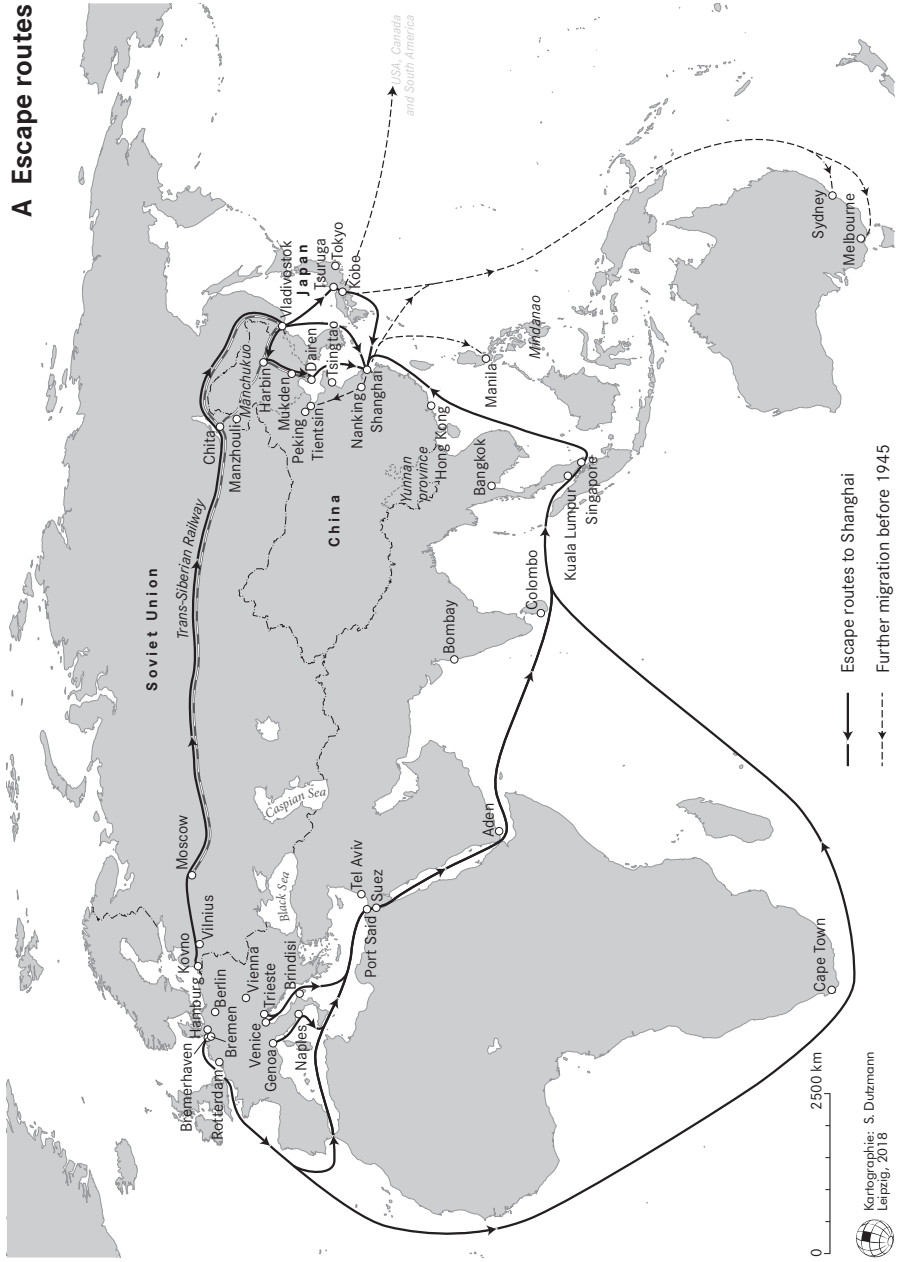 A Escape routes
USA, Canada
and South America
Soviet Union
Trans-Siberian Railway
Moscow
Vilnius
Kovno
Hamburg
Berlin
Bremerhaven
Bremen
Rotterdam
Vienna
Trieste
Venice
Genoa
Brindisi
Naples
Black Sea
Caspian Sea
Tel Aviv
Port Said
Suez
Aden
Bombay
Colombo
Cape Town
Chita
Manzhouli
Manchukuo
Harbin
Mukden
Vladivostok
Japan
Tsuruga
Tokyo
Kobe
Dairen
Tsingtao
Peking
Tientsin
Nanking
Shanghai
China
Yunnan
province
Hong Kong
Bangkok
Manila
Mindanao
Kuala Lumpur
Singapore
Sydney
Melbourne
Escape routes to Shanghai
Further migration before 1945
0
2500 km
Kartographie: S. Dutzmann
Leipzig, 2018